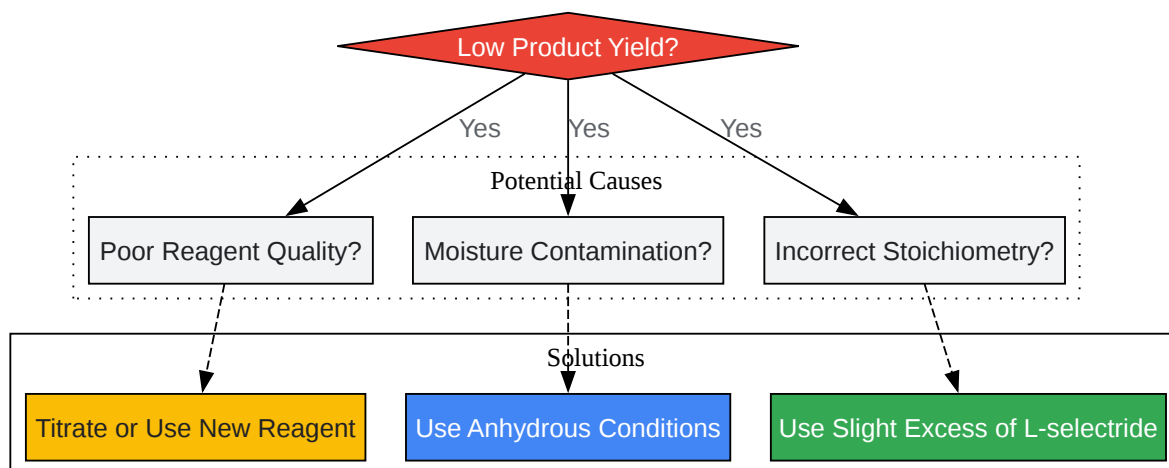 Low Product Yield?
Yes
Yes
Yes
Potential Causes
Poor Reagent Quality?
Moisture Contamination?
Incorrect Stoichiometry?
Solutions
Titrate or Use New Reagent
Use Anhydrous Conditions
Use Slight Excess of L-selectride